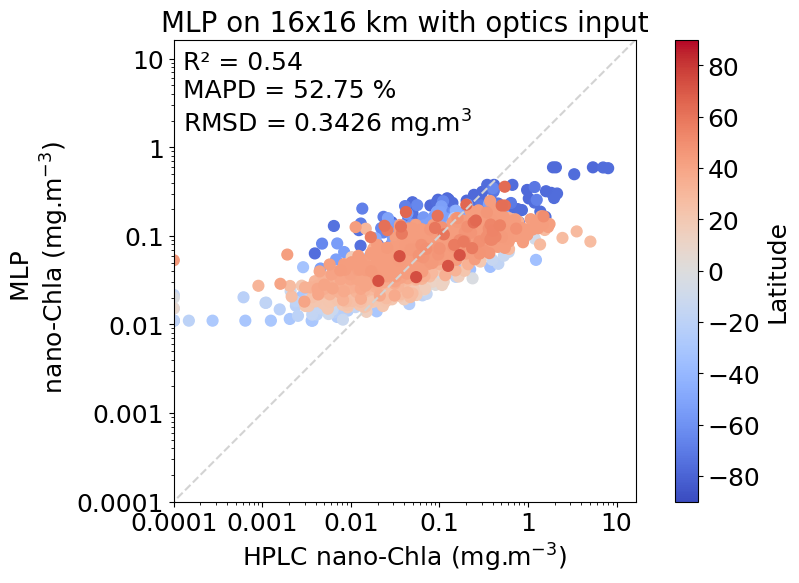 MLP on 16x16 km with optics input
R² = 0.54
MAPD = 52.75 %
RMSD = 0.3426 mg.m³
10
1
0.1
0.01
0.001
0.0001
MLP
nano-Chla (mg.m⁻³)
0.0001 0.001 0.01 0.1 1 10
HPLC nano-Chla (mg.m⁻³)
80
60
40
20
0
−20
−40
−60
−80
Latitude